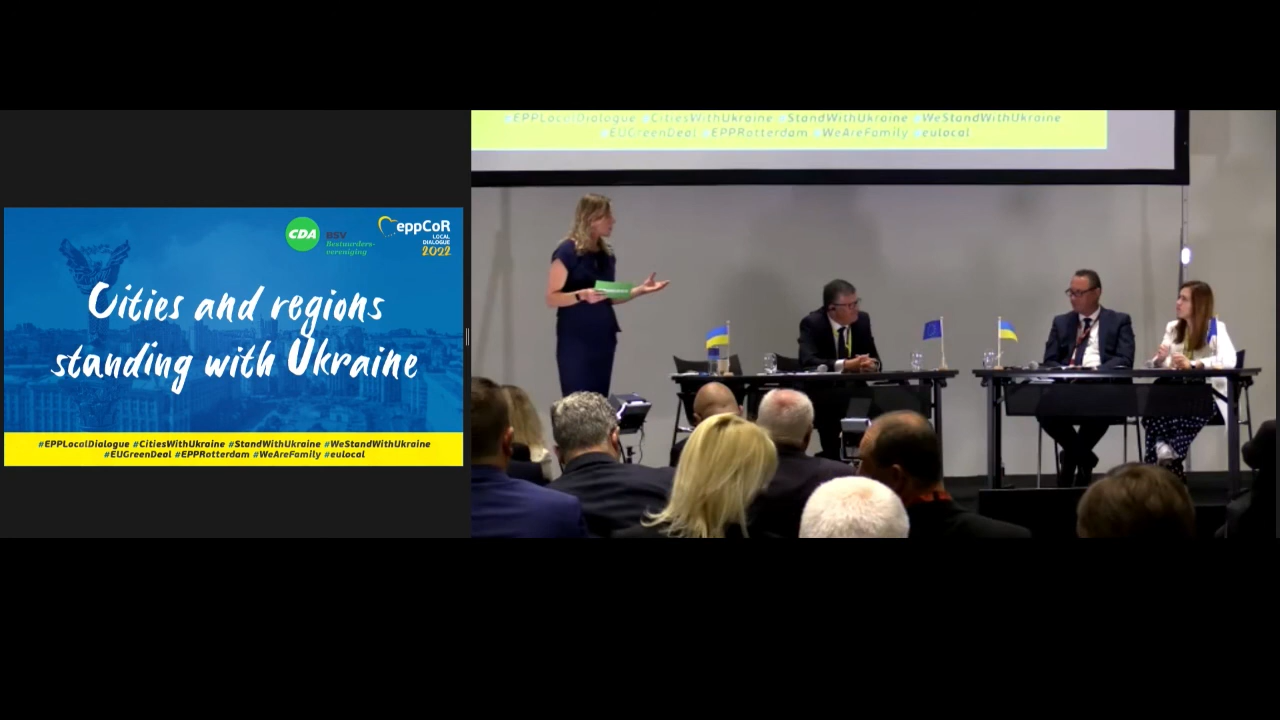 CDA
BSV
Bestuurders-
vereniging
eppCoR
LOCAL
DIALOGUE
2022
Cities and regions
standing with Ukraine
#EPPLocalDialogue #CitiesWithUkraine #StandWithUkraine #WeStandWithUkraine
#EUGreenDeal #EPPRotterdam #WeAreFamily #eulocal
#EPPLocalDialogue #CitiesWithUkraine #StandWithUkraine #WeStandWithUkraine
#EUGreenDeal #EPPRotterdam #WeAreFamily #eulocal